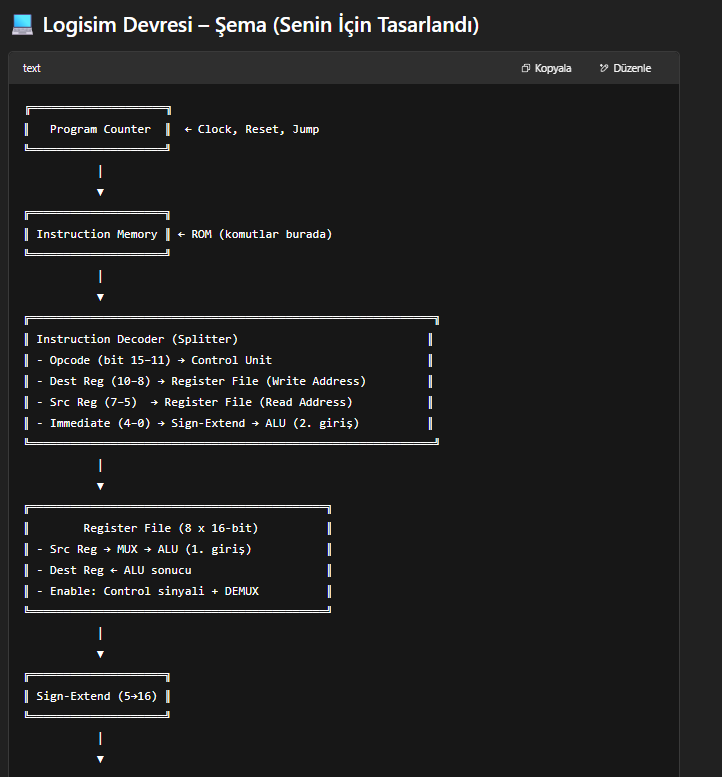 💻 Logisim Devresi – Şema (Senin İçin Tasarlandı)
text Kopyala Düzenle
Program Counter ← Clock, Reset, Jump
Instruction Memory ← ROM (komutlar burada)
Instruction Decoder (Splitter)
- Opcode (bit 15–11) → Control Unit
- Dest Reg (10–8) → Register File (Write Address)
- Src Reg (7–5) → Register File (Read Address)
- Immediate (4–0) → Sign-Extend → ALU (2. giriş)
Register File (8 x 16-bit)
- Src Reg → MUX → ALU (1. giriş)
- Dest Reg ← ALU sonucu
- Enable: Control sinyali + DEMUX
Sign-Extend (5→16)